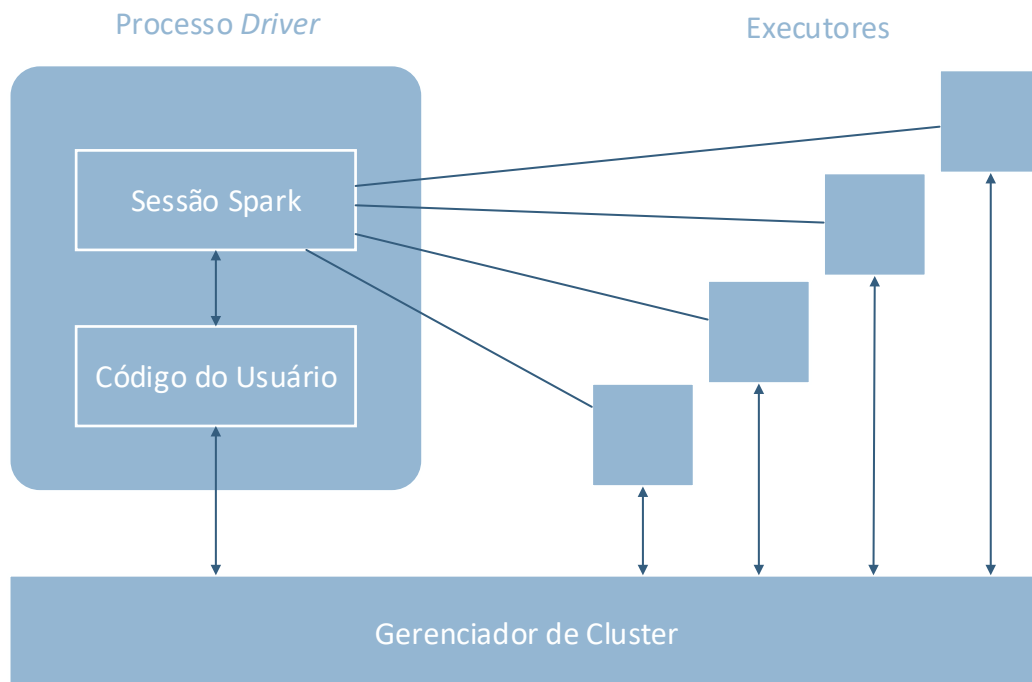 Processo Driver
Executores
Sessão Spark
Código do Usuário
Gerenciador de Cluster